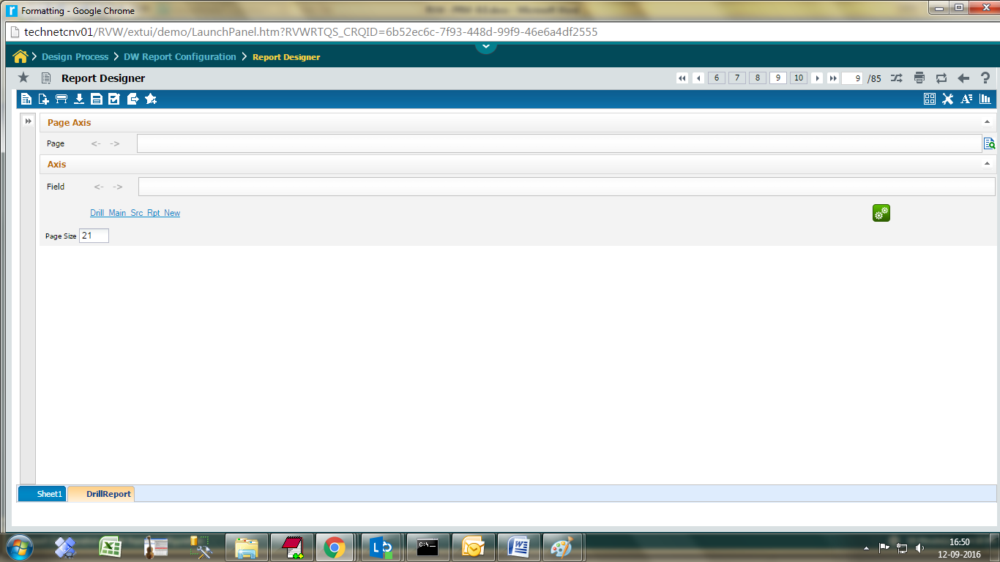 Formatting - Google Chrome
technetcnv01/RVW/extui/demo/LaunchPanel.htm?RVWRTQS_CRQID=6b52ec6c-7f93-448d-99f9-46e6a4df2555
Design Process > DW Report Configuration > Report Designer
Report Designer
6 7 8 9 10 9 /85
Page Axis
Page <- ->
Axis
Field <- ->
Drill_Main_Src_Rpt_New
Page Size 21
Sheet1 DrillReport
16:50
12-09-2016